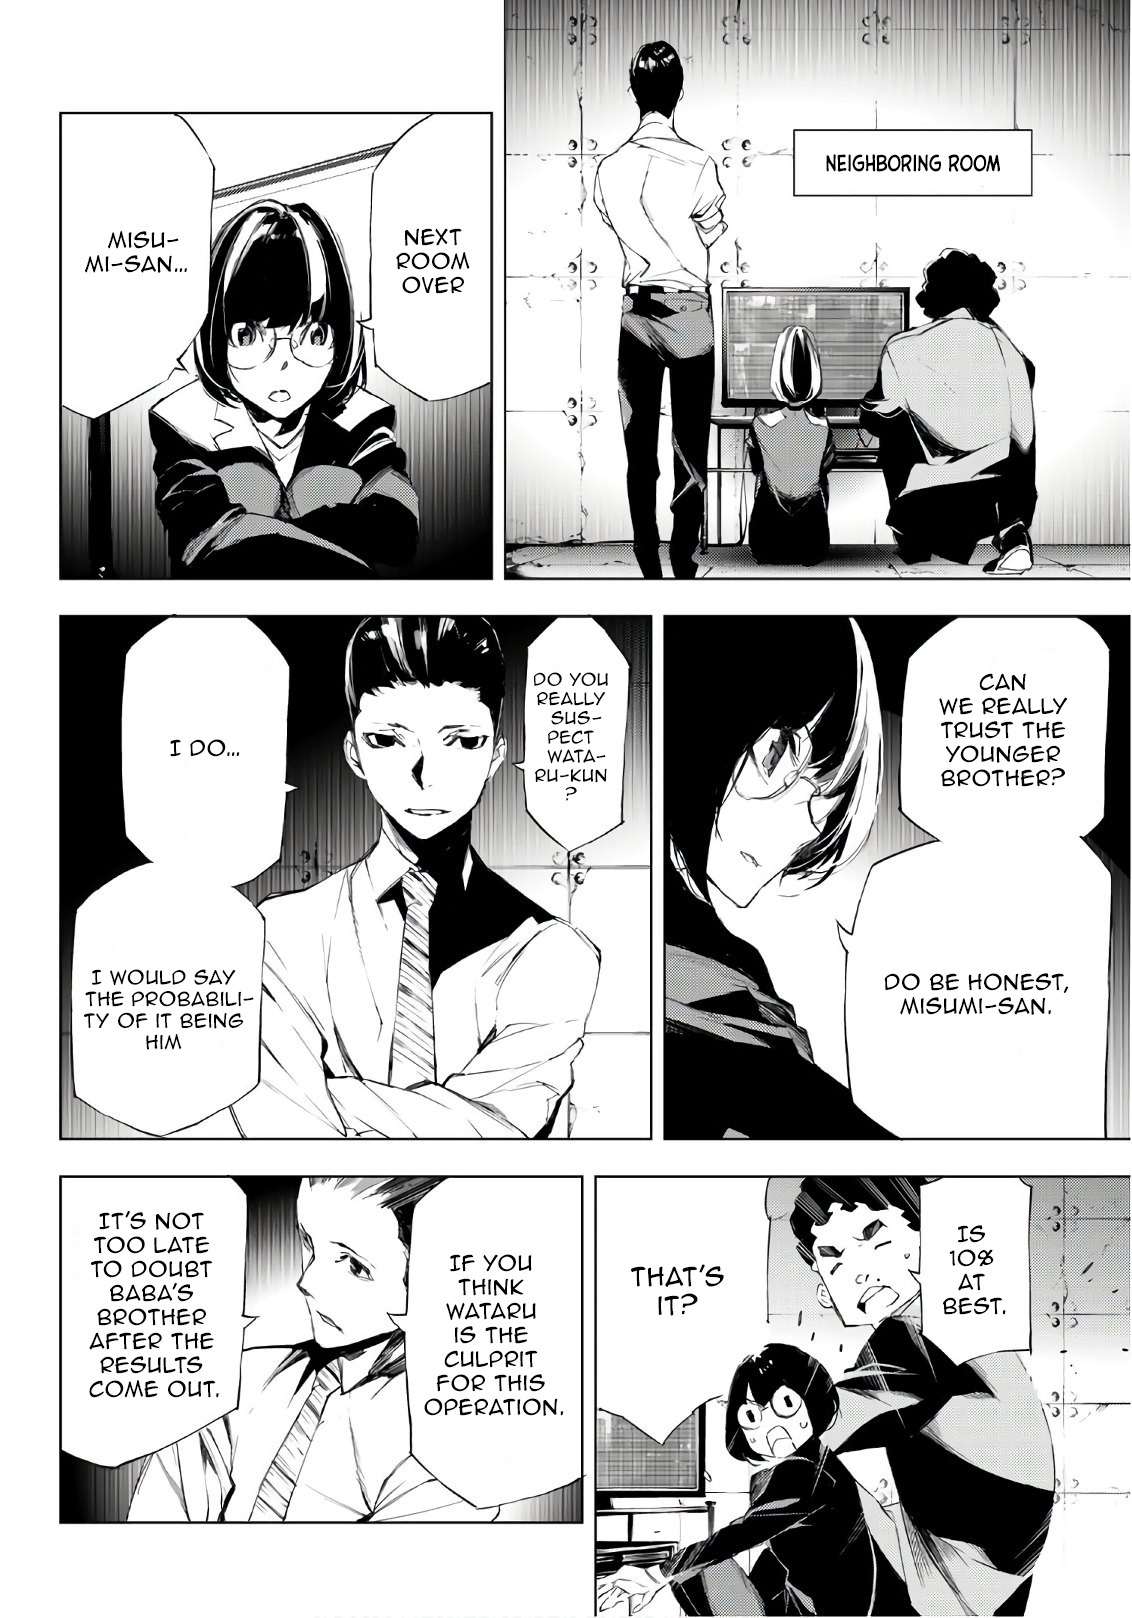 NEIGHBORING ROOM
NEXT
ROOM
OVER
MISU-
MI-SAN...
CAN
WE REALLY
TRUST THE
YOUNGER
BROTHER?
DO BE HONEST,
MISUMI-SAN.
DO YOU
REALLY
SUS-
PECT
WATA-
RU-KUN
?
I DO...
I WOULD SAY
THE PROBABILI-
TY OF IT BEING
HIM
IS
10%
AT
BEST.
THAT'S
IT?
IF YOU
THINK
WATARU
IS THE
CULPRIT
FOR THIS
OPERATION.
IT'S NOT
TOO LATE
TO DOUBT
BABA'S
BROTHER
AFTER THE
RESULTS
COME OUT.